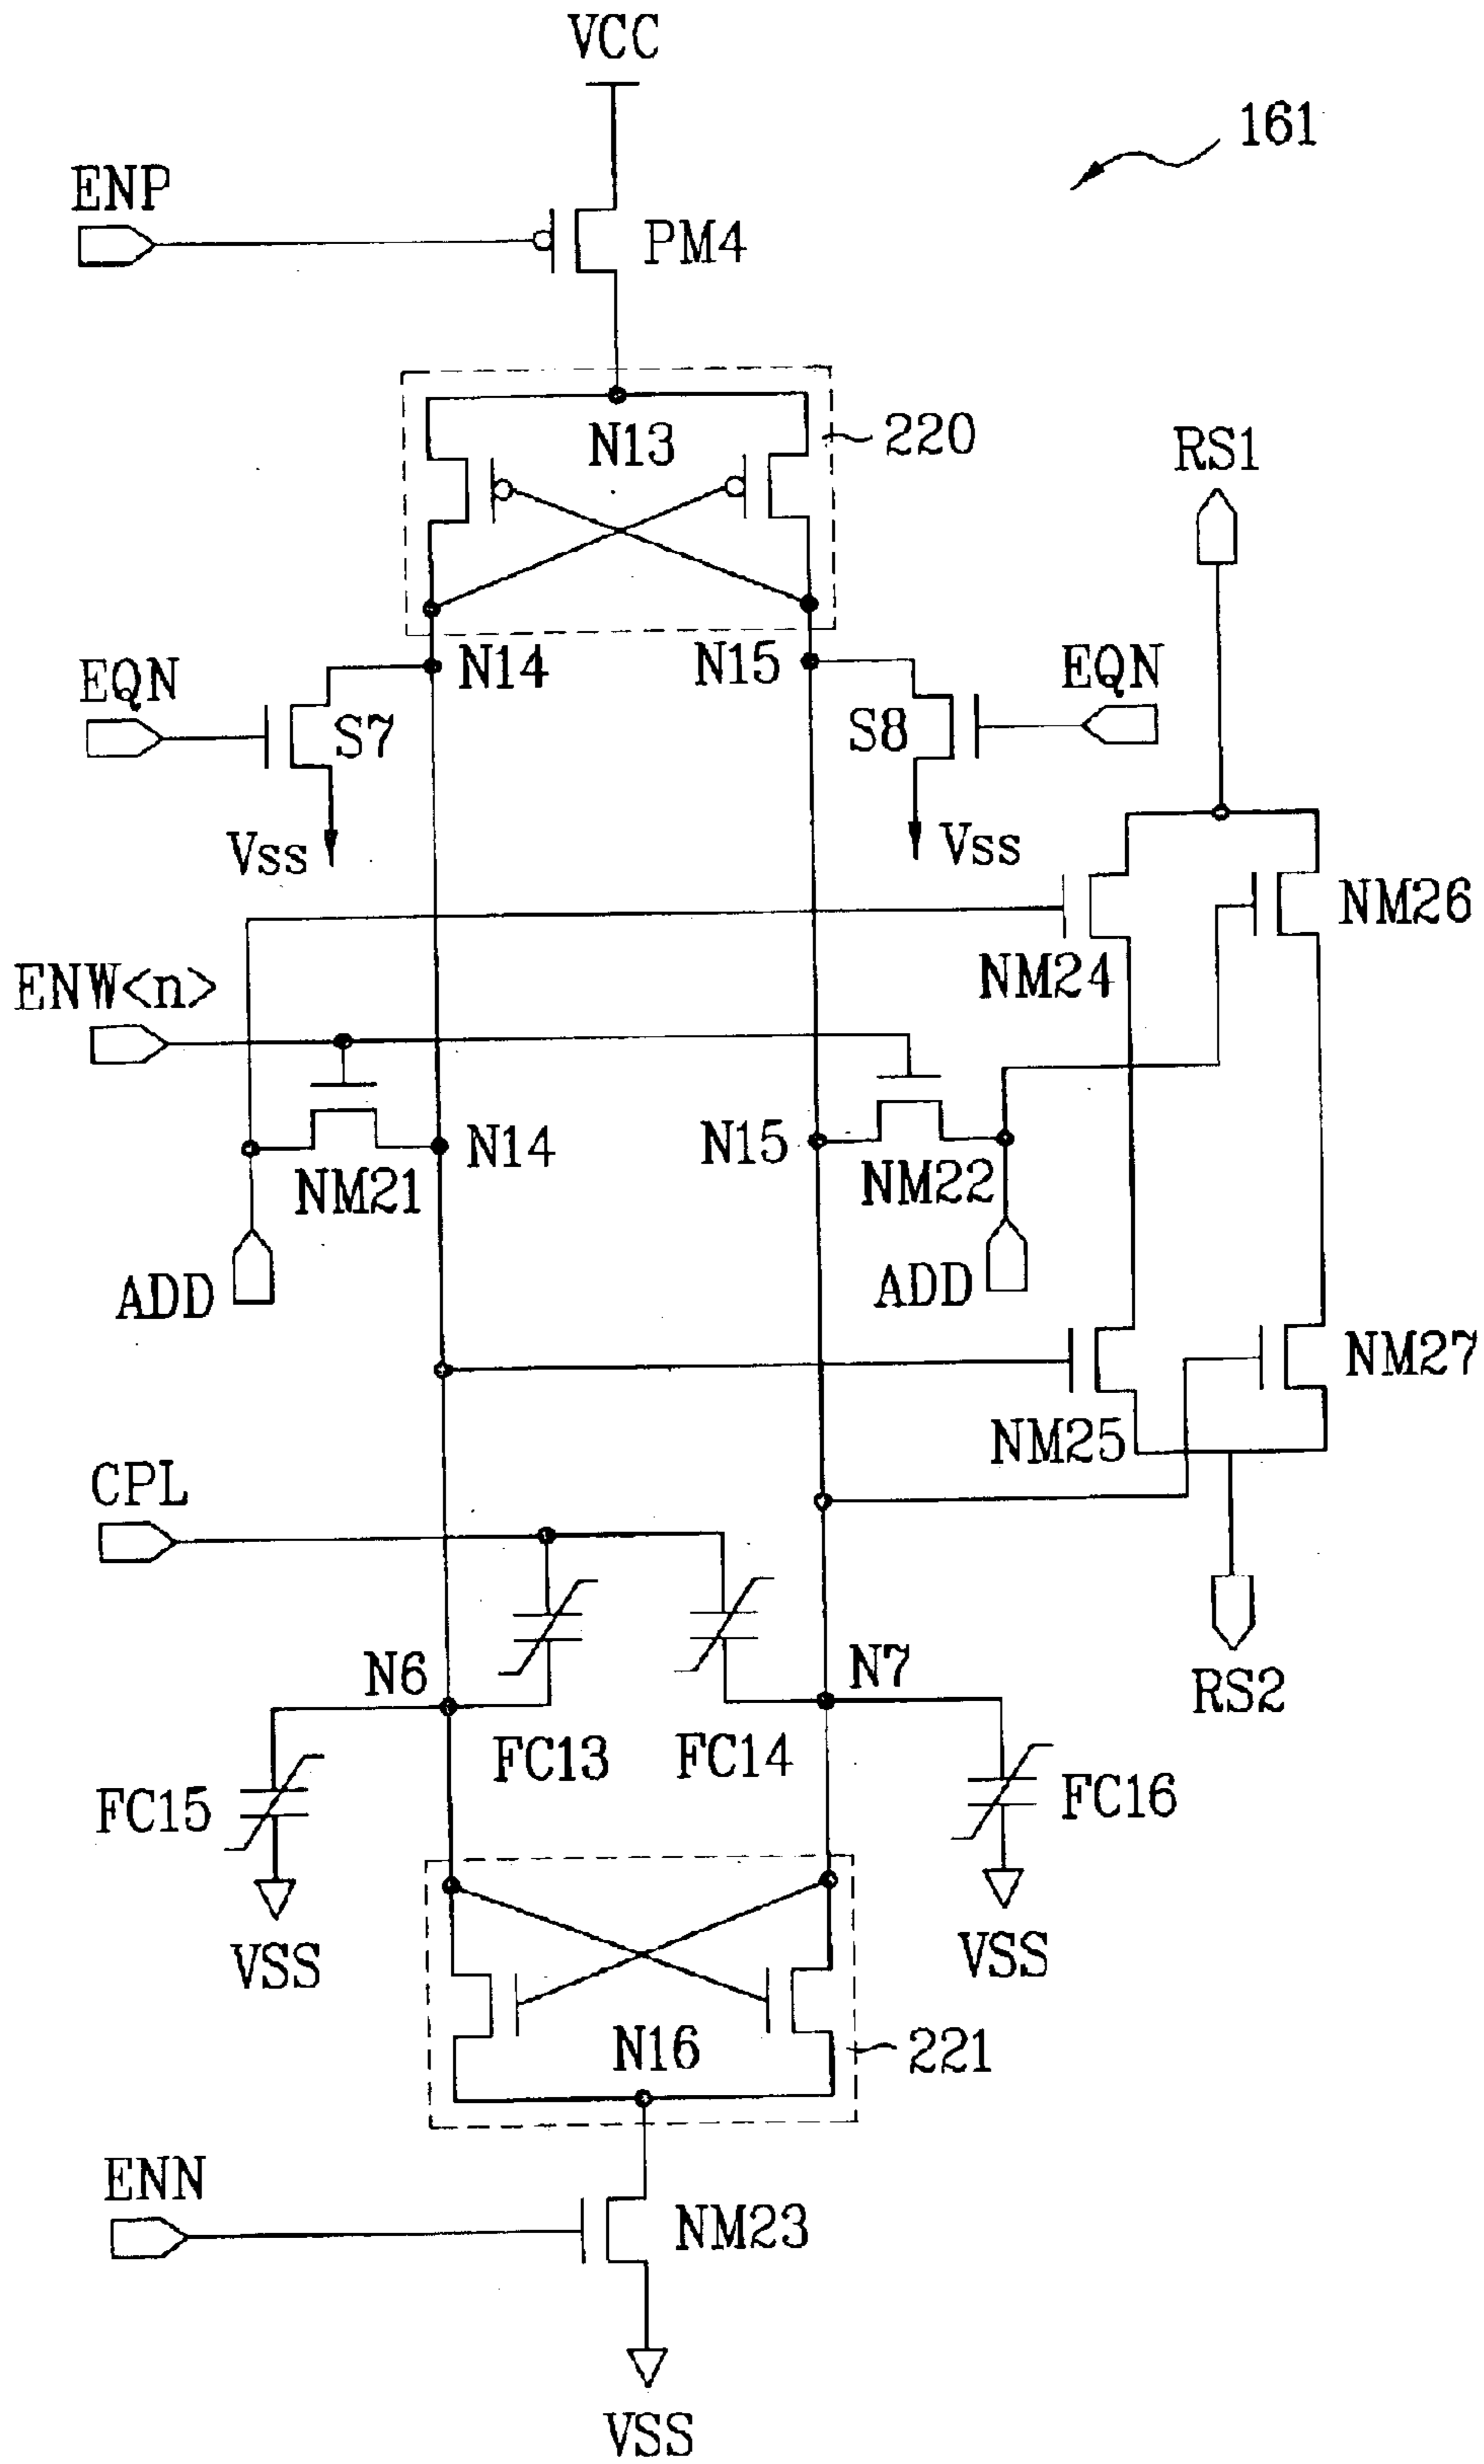 VCC
161
ENP
PM4
N13
220
RS1
N14
N15
EQN
EQN
S7
S8
Vss
Vss
NM26
NM24
ENW<n>
N14
N15
NM21
NM22
ADD
ADD
NM27
NM25
CPL
N6
N7
RS2
FC13
FC14
FC15
FC16
VSS
VSS
N16
221
ENN
NM23
VSS